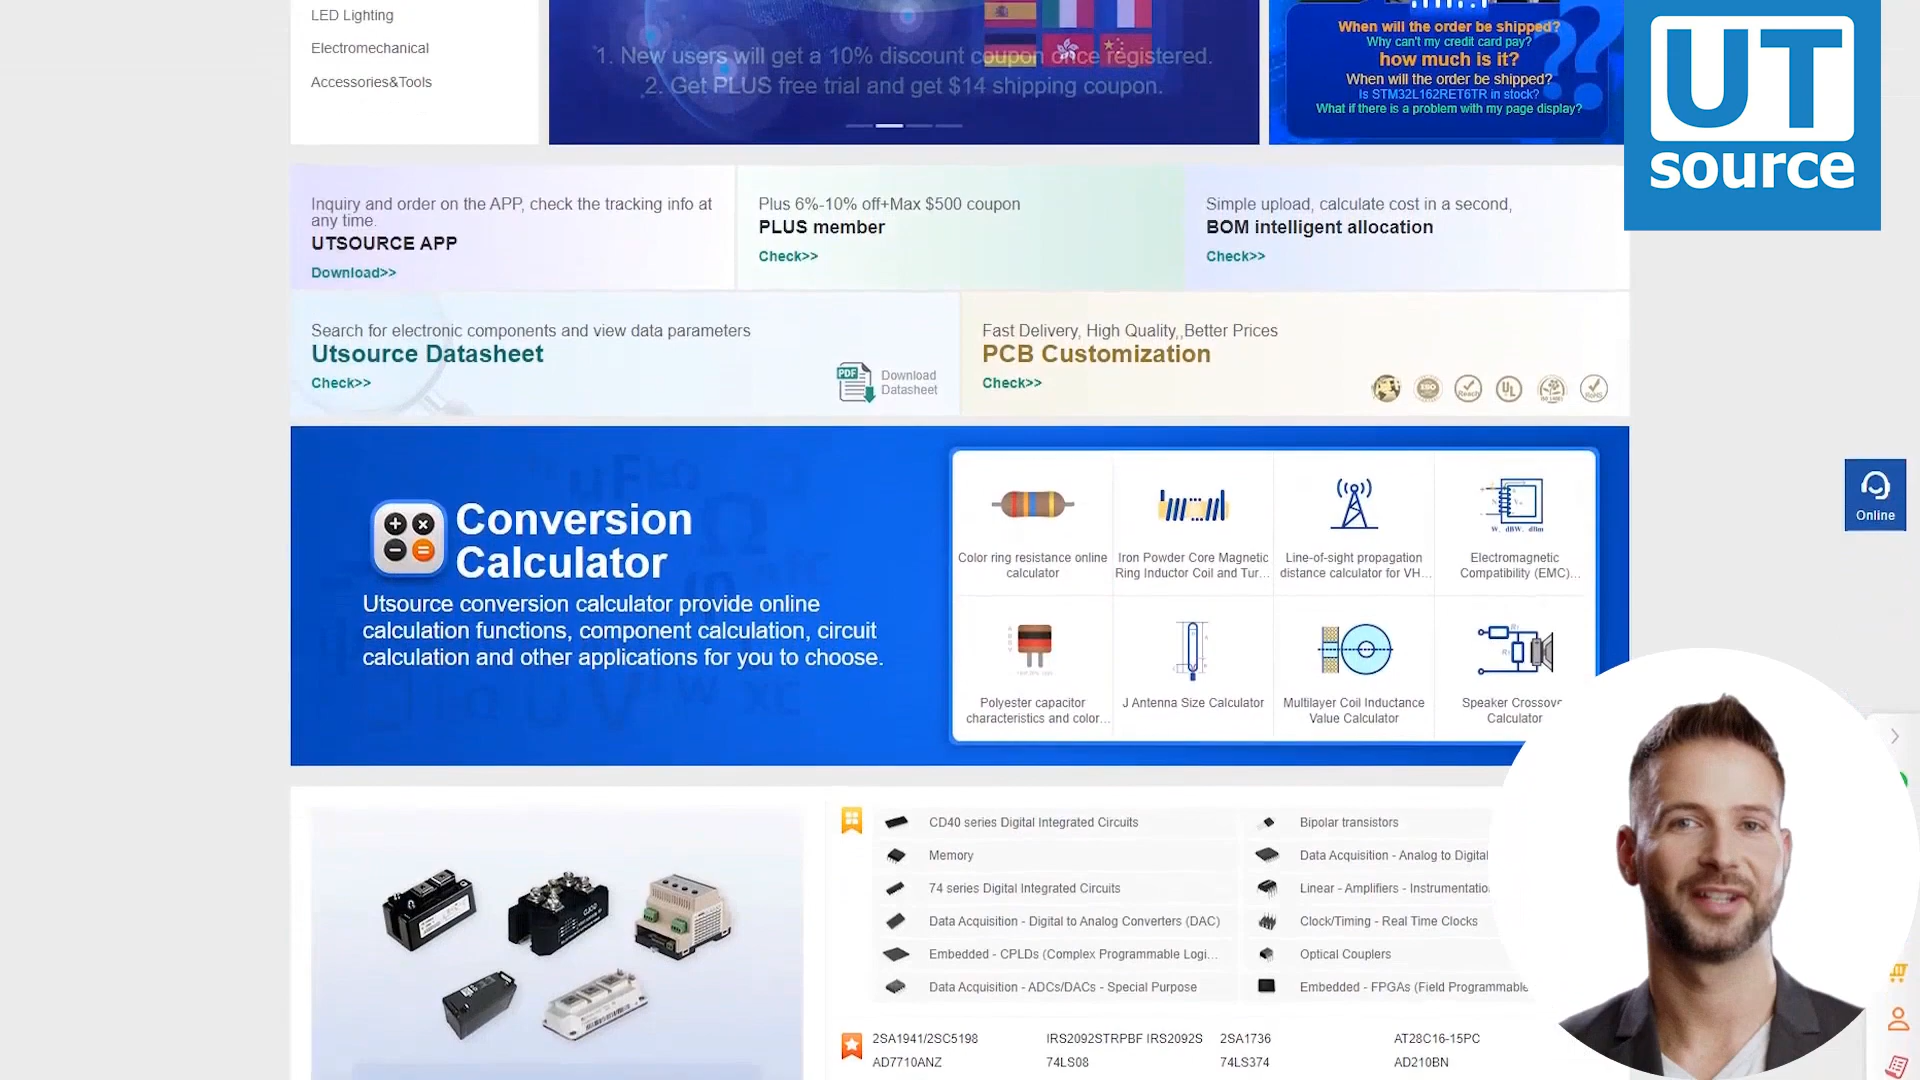 LED Lighting
Electromechanical
Accessories&Tools
1. New users will get a 10% discount coupon once registered.
2. Get PLUS free trial and get $14 shipping coupon.
When will the order be shipped?
Why can't my credit card pay?
how much is it?
When will the order be shipped?
Is STM32L162RET6TR in stock?
What if there is a problem with my page display?
UT
source
Inquiry and order on the APP, check the tracking info at
any time.
UTSOURCE APP
Download>>
Plus 6%-10% off+Max $500 coupon
PLUS member
Check>>
Simple upload, calculate cost in a second,
BOM intelligent allocation
Check>>
Search for electronic components and view data parameters
Utsource Datasheet
Check>>
PDF
Download
Datasheet
Fast Delivery, High Quality,,Better Prices
PCB Customization
Check>>
ISO
UL
RoHS
Conversion
Calculator
Utsource conversion calculator provide online
calculation functions, component calculation, circuit
calculation and other applications for you to choose.
Color ring resistance online
calculator
Iron Powder Core Magnetic
Ring Inductor Coil and Tur...
Line-of-sight propagation
distance calculator for VH...
W、dBW、dBm
Electromagnetic
Compatibility (EMC)...
Polyester capacitor
characteristics and color...
J Antenna Size Calculator
Multilayer Coil Inductance
Value Calculator
Speaker Crossov
Calculator
Online
CD40 series Digital Integrated Circuits
Memory
74 series Digital Integrated Circuits
Data Acquisition - Digital to Analog Converters (DAC)
Embedded - CPLDs (Complex Programmable Logi...
Data Acquisition - ADCs/DACs - Special Purpose
Bipolar transistors
Data Acquisition - Analog to Digital
Linear - Amplifiers - Instrumentatio
Clock/Timing - Real Time Clocks
Optical Couplers
Embedded - FPGAs (Field Programmable
2SA1941/2SC5198
IRS2092STRPBF IRS2092S
2SA1736
AT28C16-15PC
AD7710ANZ
74LS08
74LS374
AD210BN